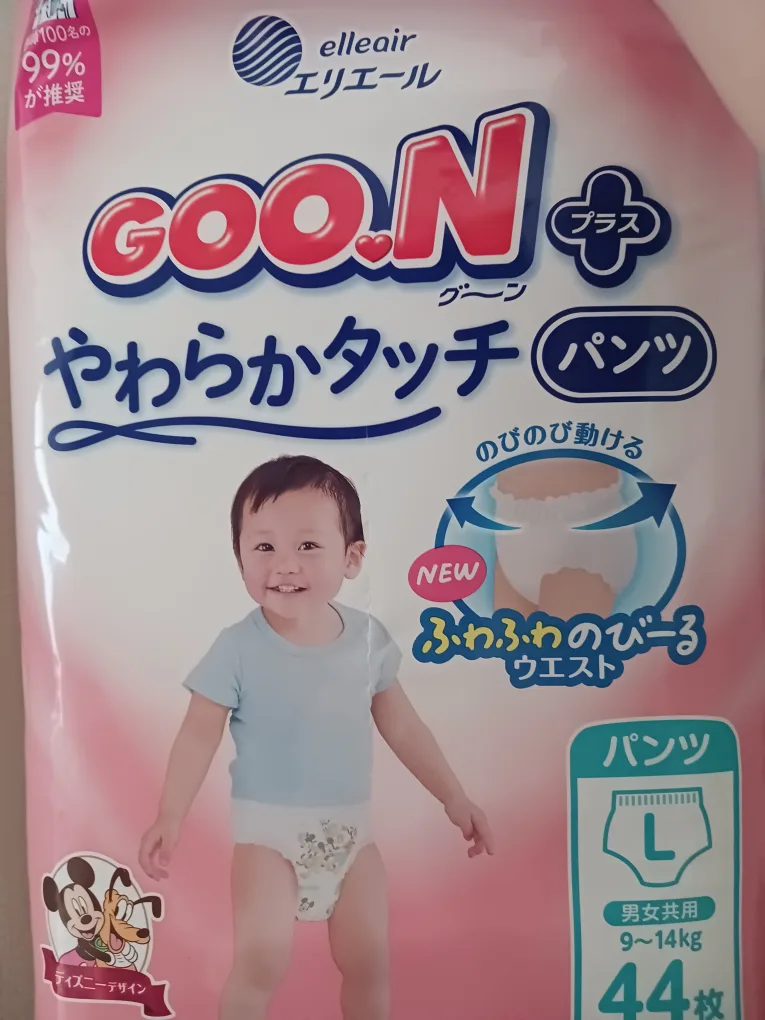 100名の
99%
が推奨
elleair
エリエール
GOO.N
プラス
グーン
やわらかタッチ
パンツ
のびのび動ける
NEW
ふわふわのびーる
ウエスト
パンツ
L
男女共用
9~14kg
44枚
ディズニーデザイン